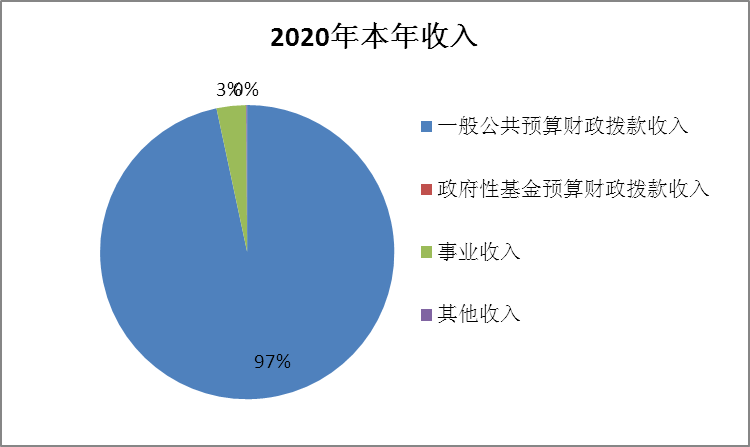 2020年本年收入
3%
0%
97%
一般公共预算财政拨款收入
政府性基金预算财政拨款收入
事业收入
其他收入